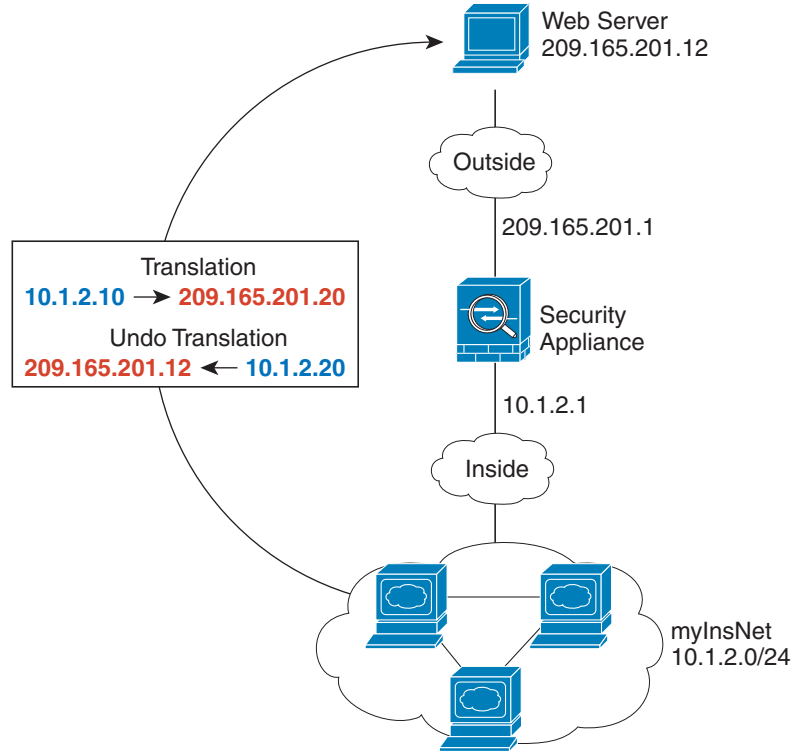 Web Server
209.165.201.12
Outside
209.165.201.1
Translation
10.1.2.10 → 209.165.201.20
Undo Translation
209.165.201.12 ← 10.1.2.20
Security
Appliance
10.1.2.1
Inside
myInsNet
10.1.2.0/24